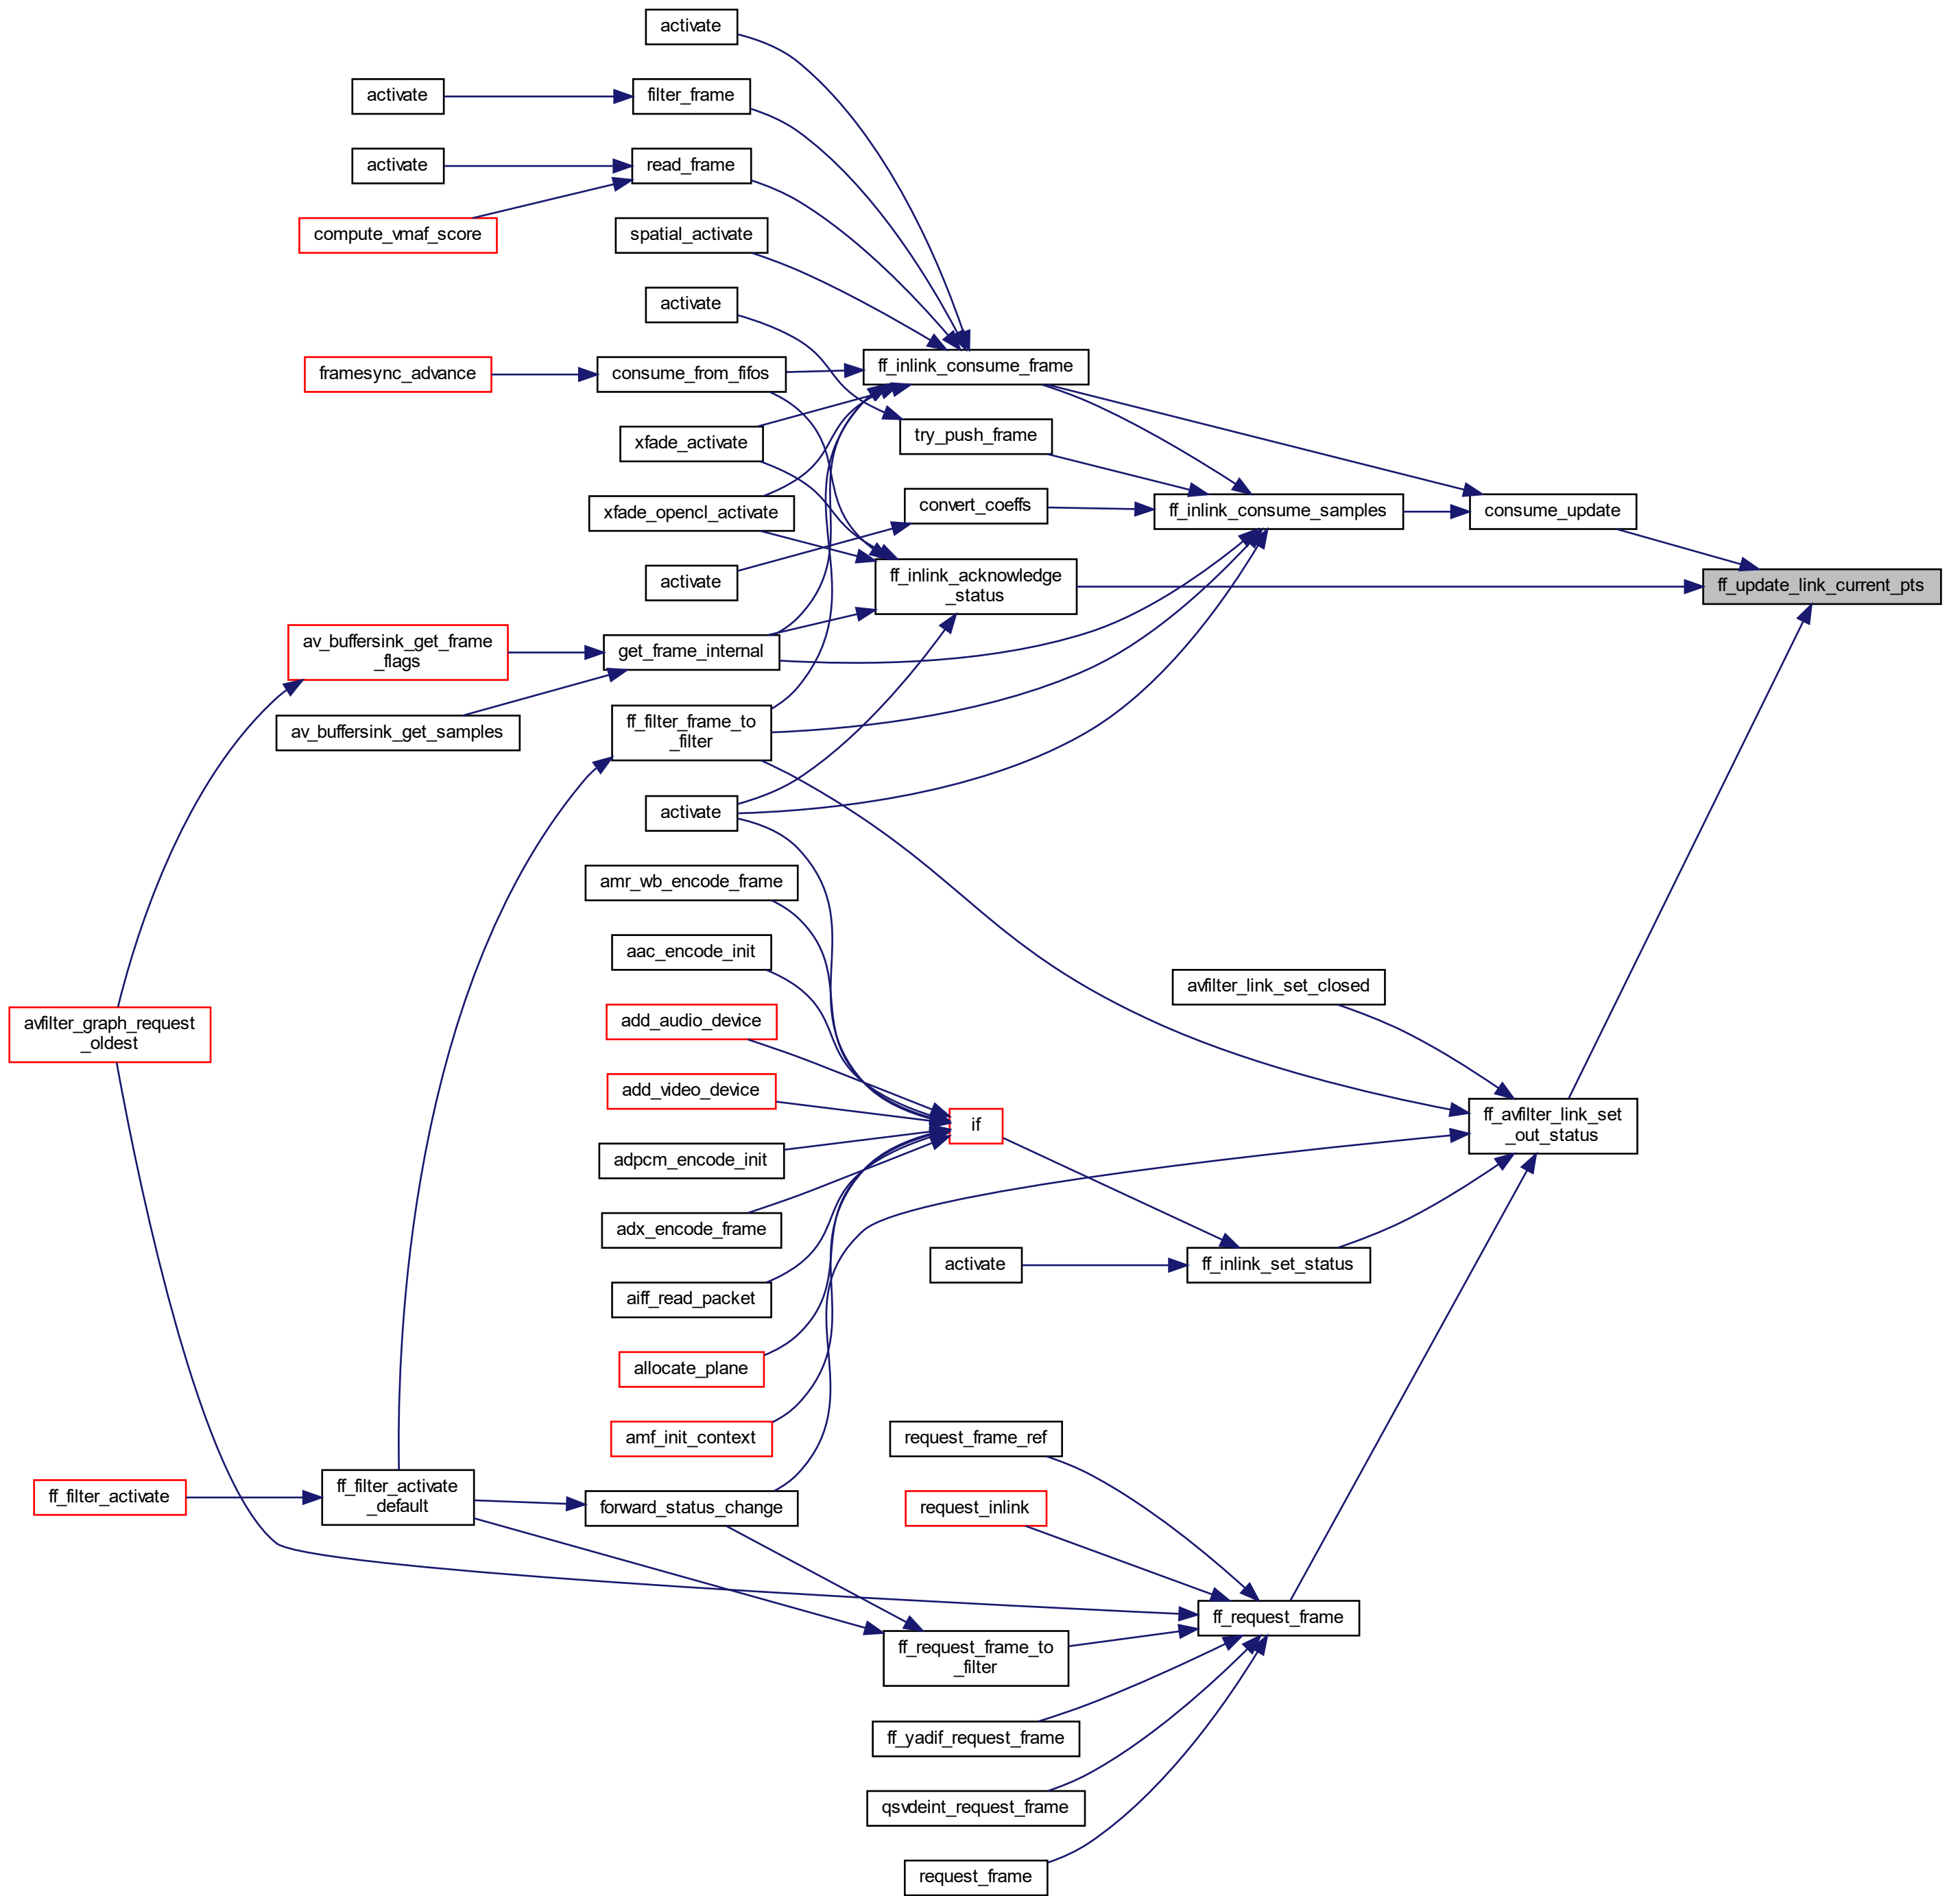 activate
activate
filter_frame
activate
read_frame
compute_vmaf_score
spatial_activate
activate
framesync_advance
consume_from_fifos
ff_inlink_consume_frame
xfade_activate
try_push_frame
xfade_opencl_activate
convert_coeffs
ff_inlink_consume_samples
consume_update
activate
ff_inlink_acknowledge
_status
ff_update_link_current_pts
av_buffersink_get_frame
_flags
get_frame_internal
av_buffersink_get_samples
ff_filter_frame_to
_filter
activate
amr_wb_encode_frame
aac_encode_init
avfilter_link_set_closed
avfilter_graph_request
_oldest
add_audio_device
add_video_device
if
ff_avfilter_link_set
_out_status
adpcm_encode_init
adx_encode_frame
activate
ff_inlink_set_status
aiff_read_packet
allocate_plane
amf_init_context
request_frame_ref
ff_filter_activate
ff_filter_activate
_default
forward_status_change
request_inlink
ff_request_frame
ff_request_frame_to
_filter
ff_yadif_request_frame
qsvdeint_request_frame
request_frame